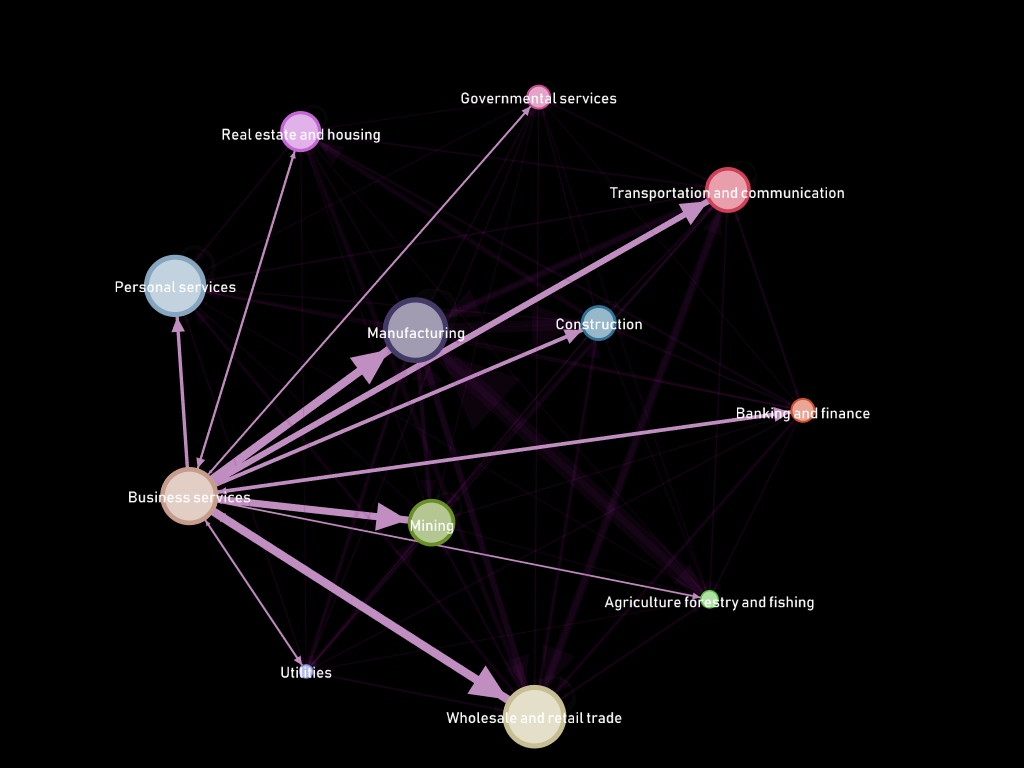 Governmental services
Real estate and housing
Transportation and communication
Personal services
Manufacturing
Construction
Banking and finance
Business services
Mining
Agriculture forestry and fishing
Utilities
Wholesale and retail trade